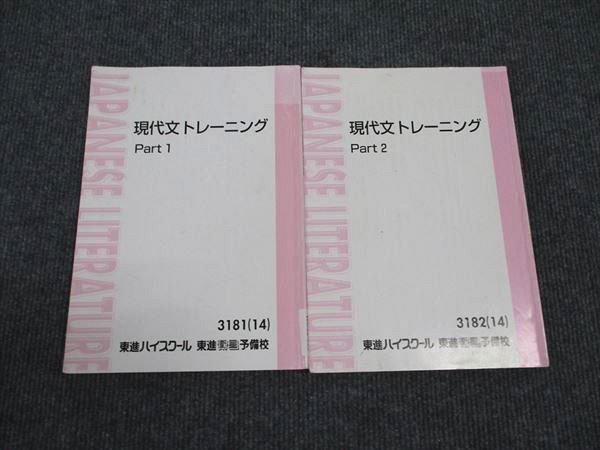 JAPANESE LITERATURE
現代文トレーニング
Part 1
3181(14)
東進ハイスクール 東進衛星予備校
JAPANESE LITERATURE
現代文トレーニング
Part 2
3182(14)
東進ハイスクール 東進衛星予備校